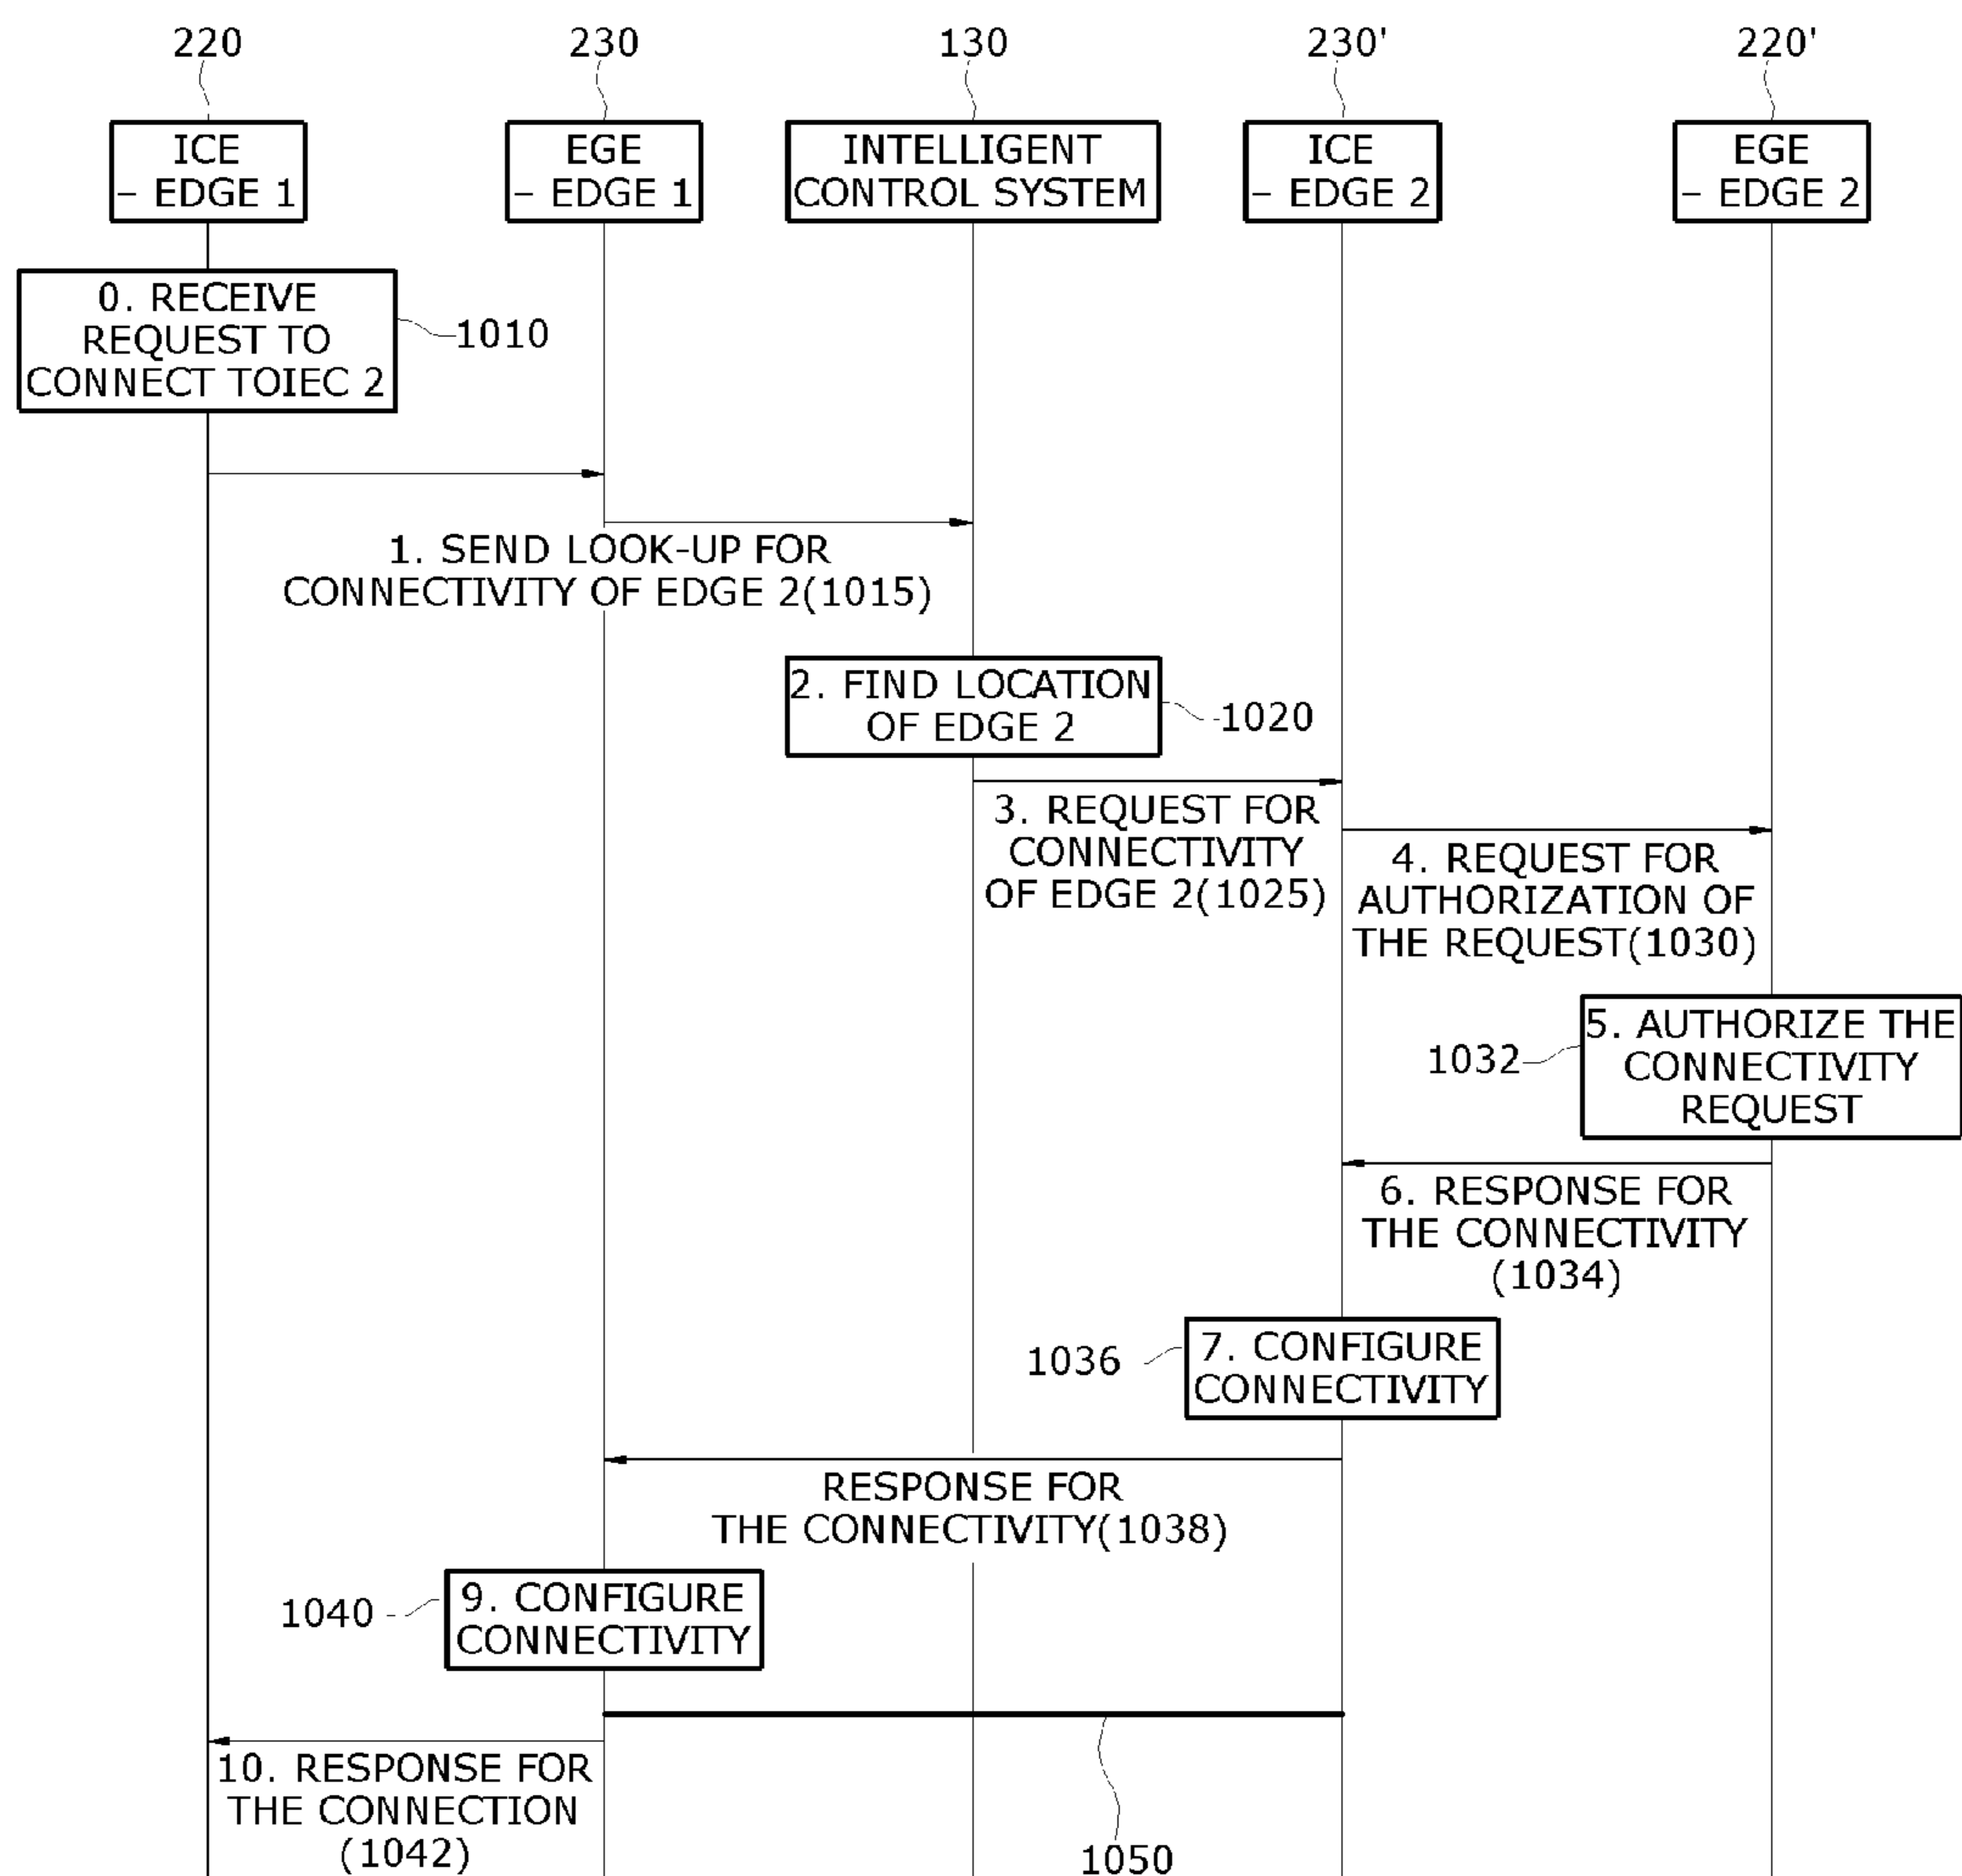 220
230
130
230'
220'
ICE
– EDGE 1
EGE
– EDGE 1
INTELLIGENT
CONTROL SYSTEM
ICE
– EDGE 2
EGE
– EDGE 2
0. RECEIVE
REQUEST TO
CONNECT TOIEC 2
1010
1. SEND LOOK-UP FOR
CONNECTIVITY OF EDGE 2(1015)
2. FIND LOCATION
OF EDGE 2
1020
3. REQUEST FOR
CONNECTIVITY
OF EDGE 2(1025)
4. REQUEST FOR
AUTHORIZATION OF
THE REQUEST(1030)
5. AUTHORIZE THE
CONNECTIVITY
REQUEST
1032
6. RESPONSE FOR
THE CONNECTIVITY
(1034)
7. CONFIGURE
CONNECTIVITY
1036
RESPONSE FOR
THE CONNECTIVITY(1038)
9. CONFIGURE
CONNECTIVITY
1040
10. RESPONSE FOR
THE CONNECTION
(1042)
1050